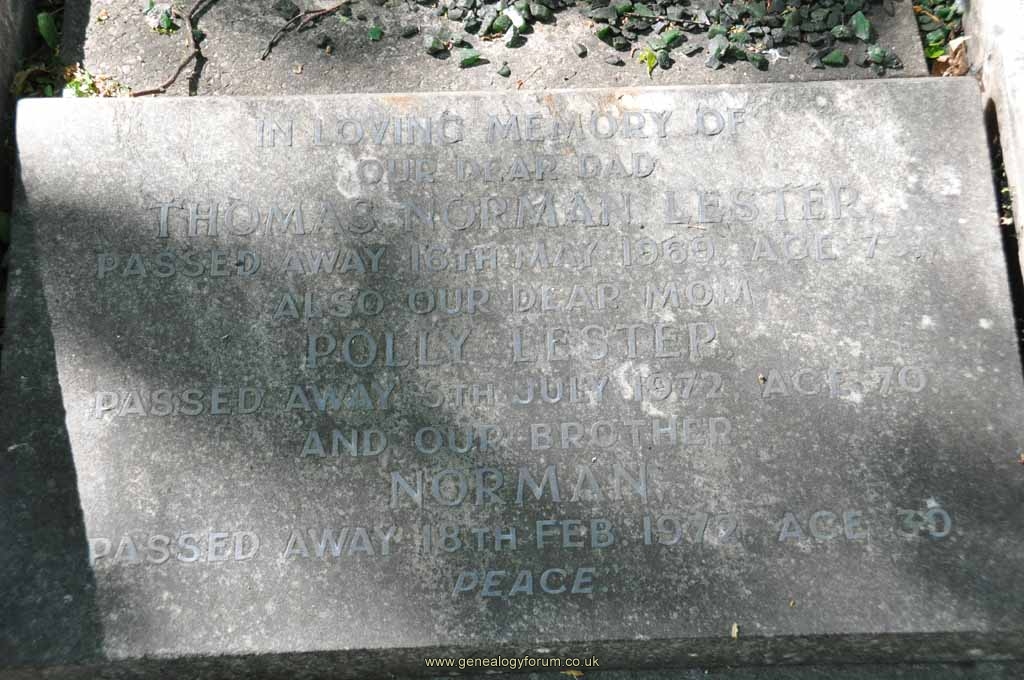 IN LOVING MEMORY OF
OUR DEAR DAD
THOMAS NORMAN LESTER,
PASSED AWAY 16TH MAY 1969, AGE
ALSO OUR DEAR MOM
POLLY LESTER,
PASSED AWAY 5TH JULY 1972, AGE 70
AND OUR BROTHER
NORMAN,
PASSED AWAY 18TH FEB. 1972, AGE 30
PEACE.
www.genealogyforum.co.uk